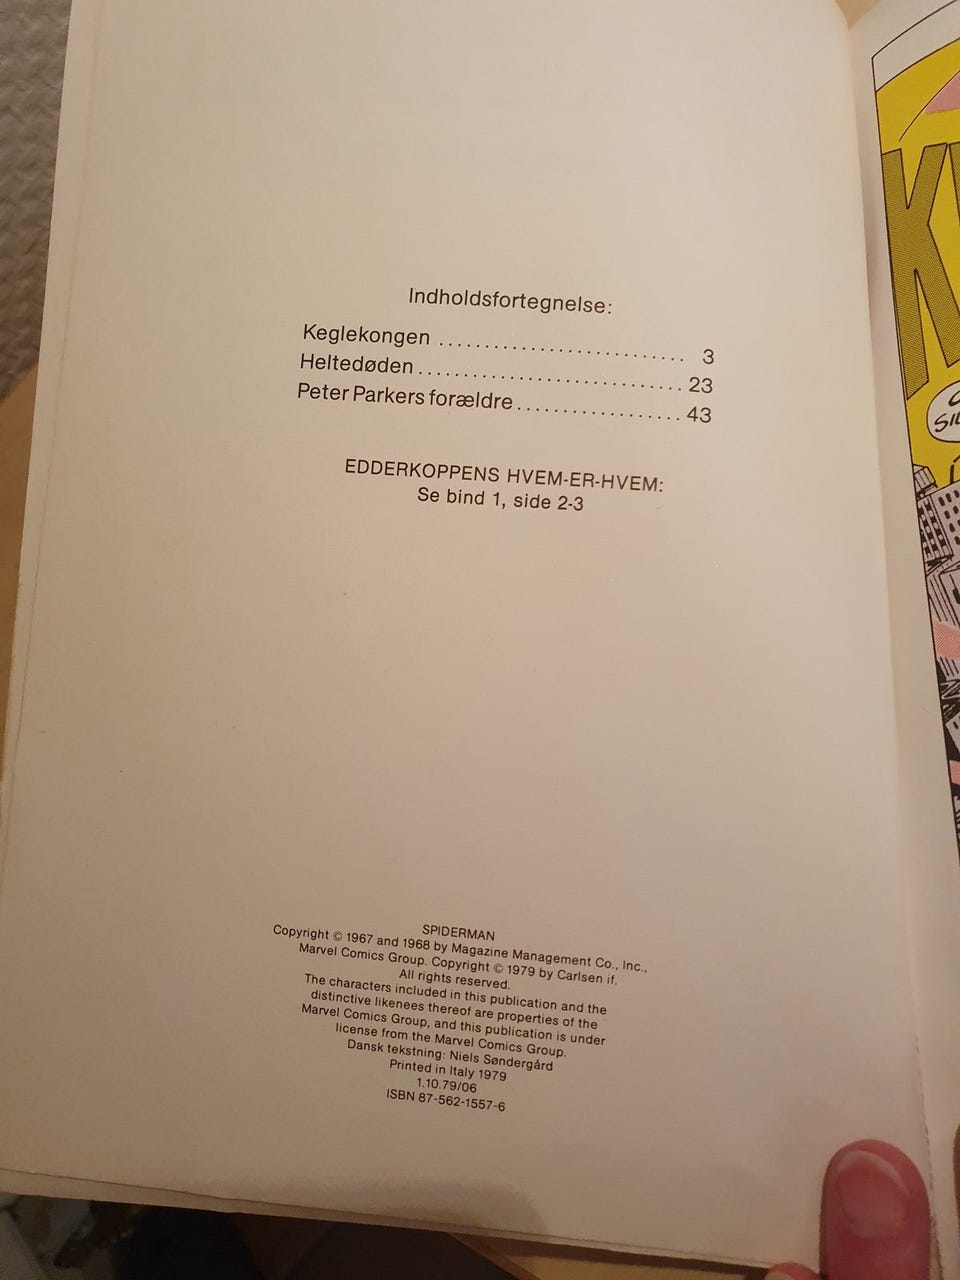 Indholdsfortegnelse:
Keglekongen ........................... 3
Heltedøden ............................. 23
Peter Parkers forældre .................. 43
EDDERKOPPENS HVEM-ER-HVEM:
Se bind 1, side 2-3
SPIDERMAN
Copyright © 1967 and 1968 by Magazine Management Co., Inc.,
Marvel Comics Group. Copyright © 1979 by Carlsen if.
All rights reserved.
The characters included in this publication and the
distinctive likenees thereof are properties of the
Marvel Comics Group, and this publication is under
license from the Marvel Comics Group.
Dansk tekstning: Niels Søndergård
Printed in Italy 1979
1.10.79/06
ISBN 87-562-1557-6
K